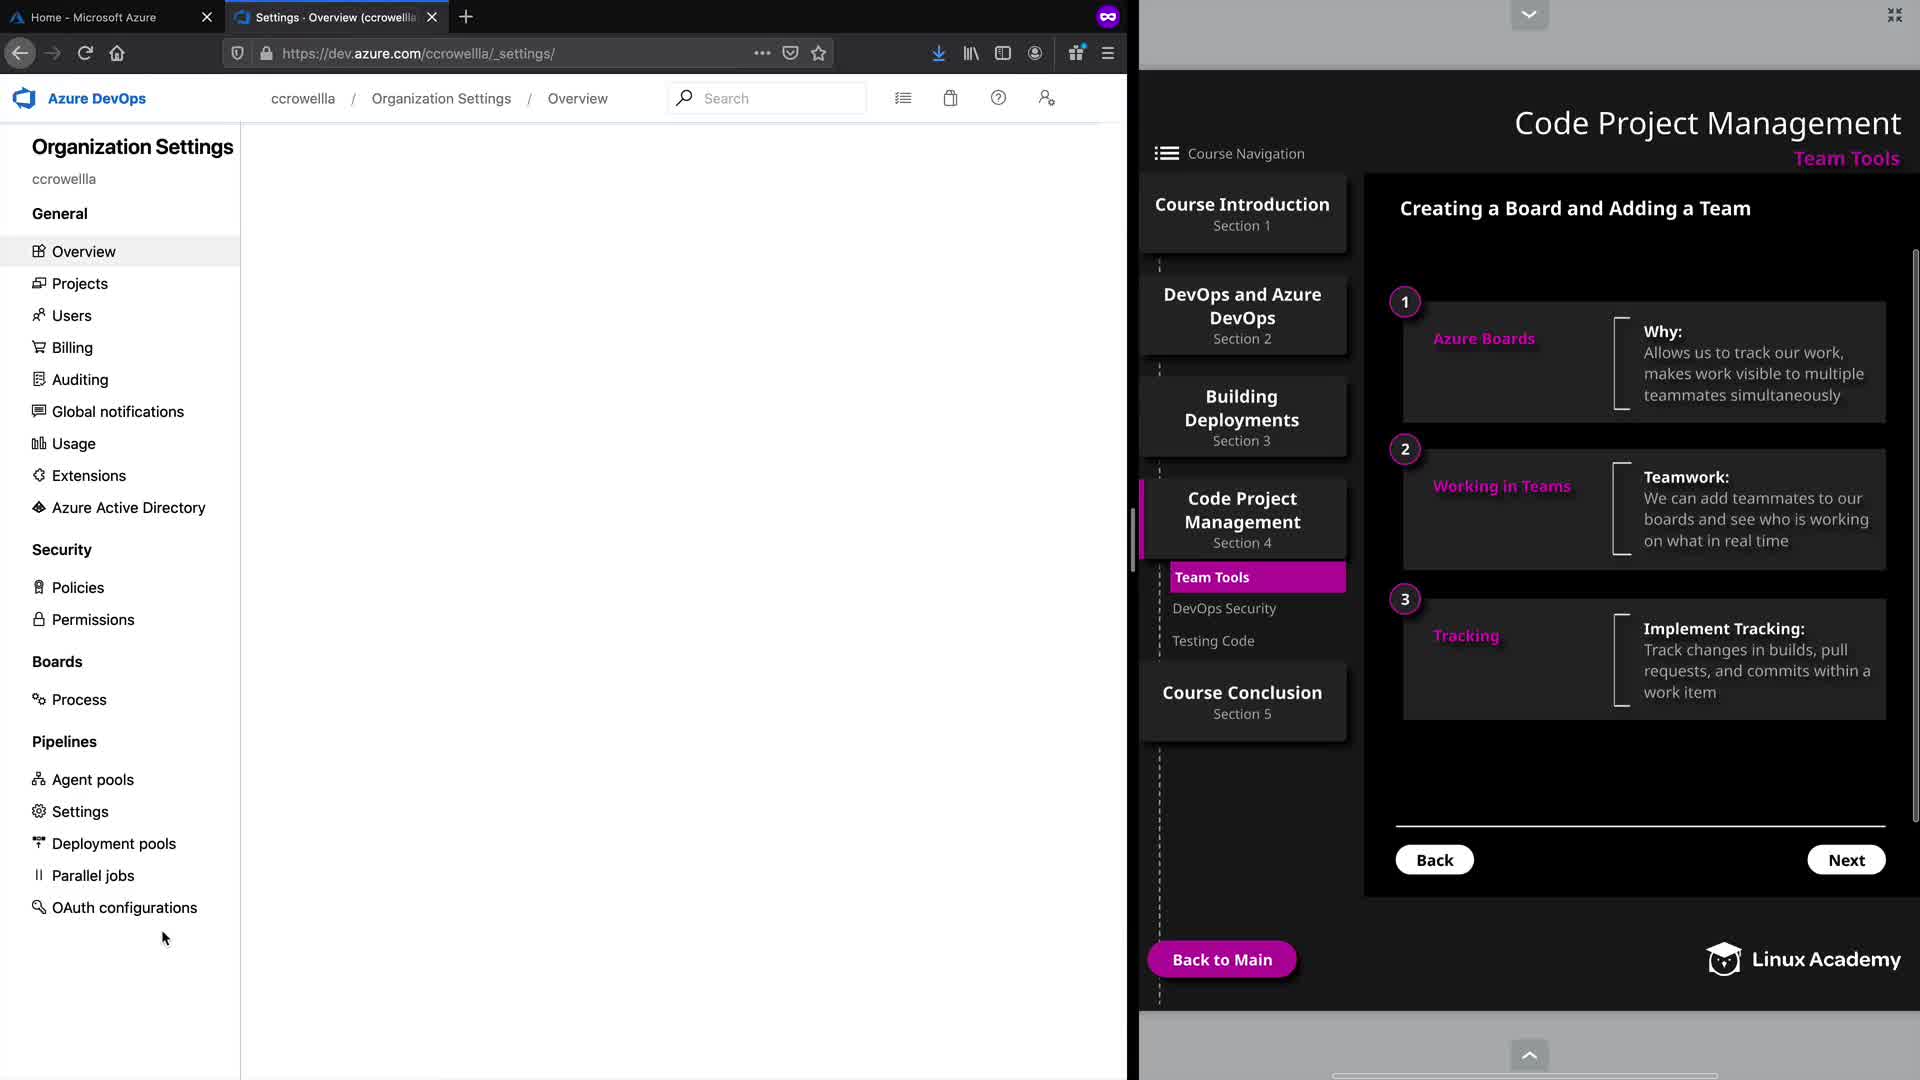 Home - Microsoft Azure
Settings - Overview (ccrowellla
https://dev.azure.com/ccrowellla/_settings/
Azure DevOps
ccrowellla / Organization Settings / Overview
Search
Organization Settings
ccrowellla
General
Overview
Projects
Users
Billing
Auditing
Global notifications
Usage
Extensions
Azure Active Directory
Security
Policies
Permissions
Boards
Process
Pipelines
Agent pools
Settings
Deployment pools
Parallel jobs
OAuth configurations
Code Project Management
Team Tools
Course Navigation
Course Introduction
Section 1
DevOps and Azure
DevOps
Section 2
Building
Deployments
Section 3
Code Project
Management
Section 4
Team Tools
DevOps Security
Testing Code
Course Conclusion
Section 5
Back to Main
Creating a Board and Adding a Team
1
Azure Boards
Why:
Allows us to track our work,
makes work visible to multiple
teammates simultaneously
2
Working in Teams
Teamwork:
We can add teammates to our
boards and see who is working
on what in real time
3
Tracking
Implement Tracking:
Track changes in builds, pull
requests, and commits within a
work item
Back
Next
Linux Academy